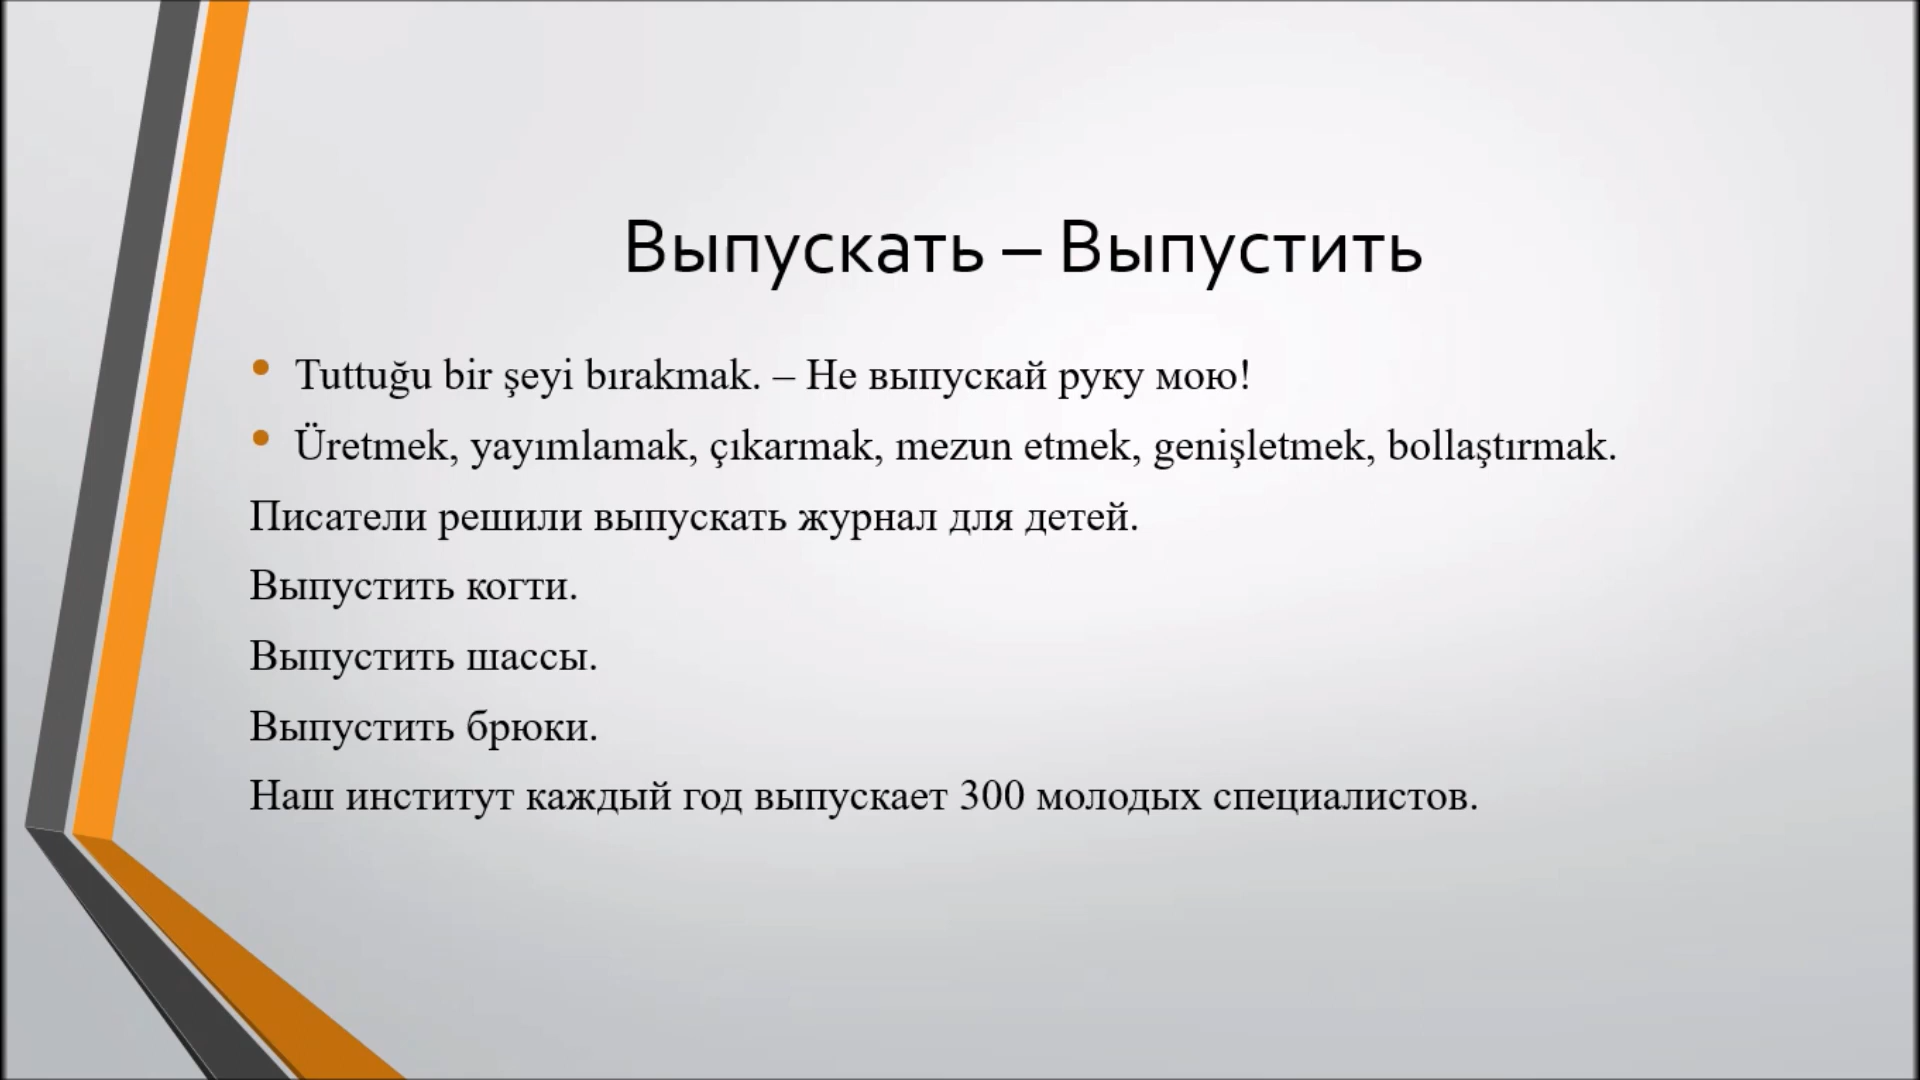 Выпускать – Выпустить
• Tuttuğu bir şeyi bırakmak. – Не выпускай руку мою!
• Üretmek, yayımlamak, çıkarmak, mezun etmek, genişletmek, bollaştırmak.
Писатели решили выпускать журнал для детей.
Выпустить когти.
Выпустить шассы.
Выпустить брюки.
Наш институт каждый год выпускает 300 молодых специалистов.